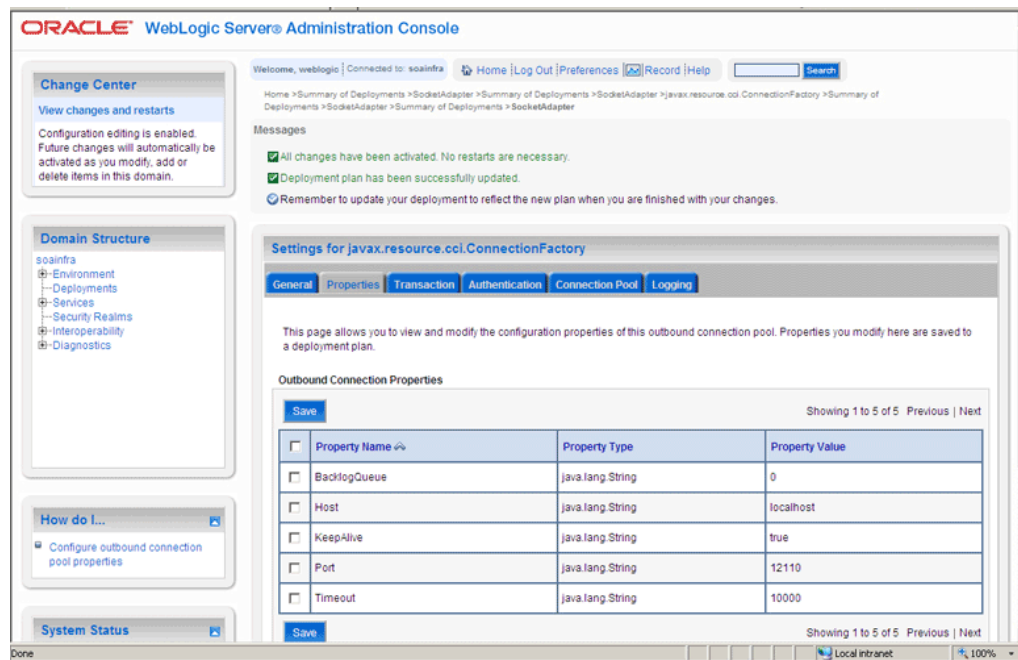 ORACLE® WebLogic Server® Administration Console
Change Center
View changes and restarts
Configuration editing is enabled.
Future changes will automatically be
activated as you modify, add or
delete items in this domain.
Domain Structure
soainfra
Environment
Deployments
Services
Security Realms
Interoperability
Diagnostics
How do I...
Configure outbound connection
pool properties
System Status
Welcome, weblogic Connected to: soainfra Home Log Out Preferences Record Help Search
Home >Summary of Deployments >SocketAdapter >Summary of Deployments >SocketAdapter >javax.resource.cci.ConnectionFactory >Summary of
Deployments >SocketAdapter >Summary of Deployments >SocketAdapter
Messages
All changes have been activated. No restarts are necessary.
Deployment plan has been successfully updated.
Remember to update your deployment to reflect the new plan when you are finished with your changes.
Settings for javax.resource.cci.ConnectionFactory
General Properties Transaction Authentication Connection Pool Logging
This page allows you to view and modify the configuration properties of this outbound connection pool. Properties you modify here are saved to
a deployment plan.
Outbound Connection Properties
Save Showing 1 to 5 of 5 Previous | Next
Property Name Property Type Property Value
BacklogQueue java.lang.String 0
Host java.lang.String localhost
KeepAlive java.lang.String true
Port java.lang.String 12110
Timeout java.lang.String 10000
Save Showing 1 to 5 of 5 Previous | Next
Done Local intranet 100%